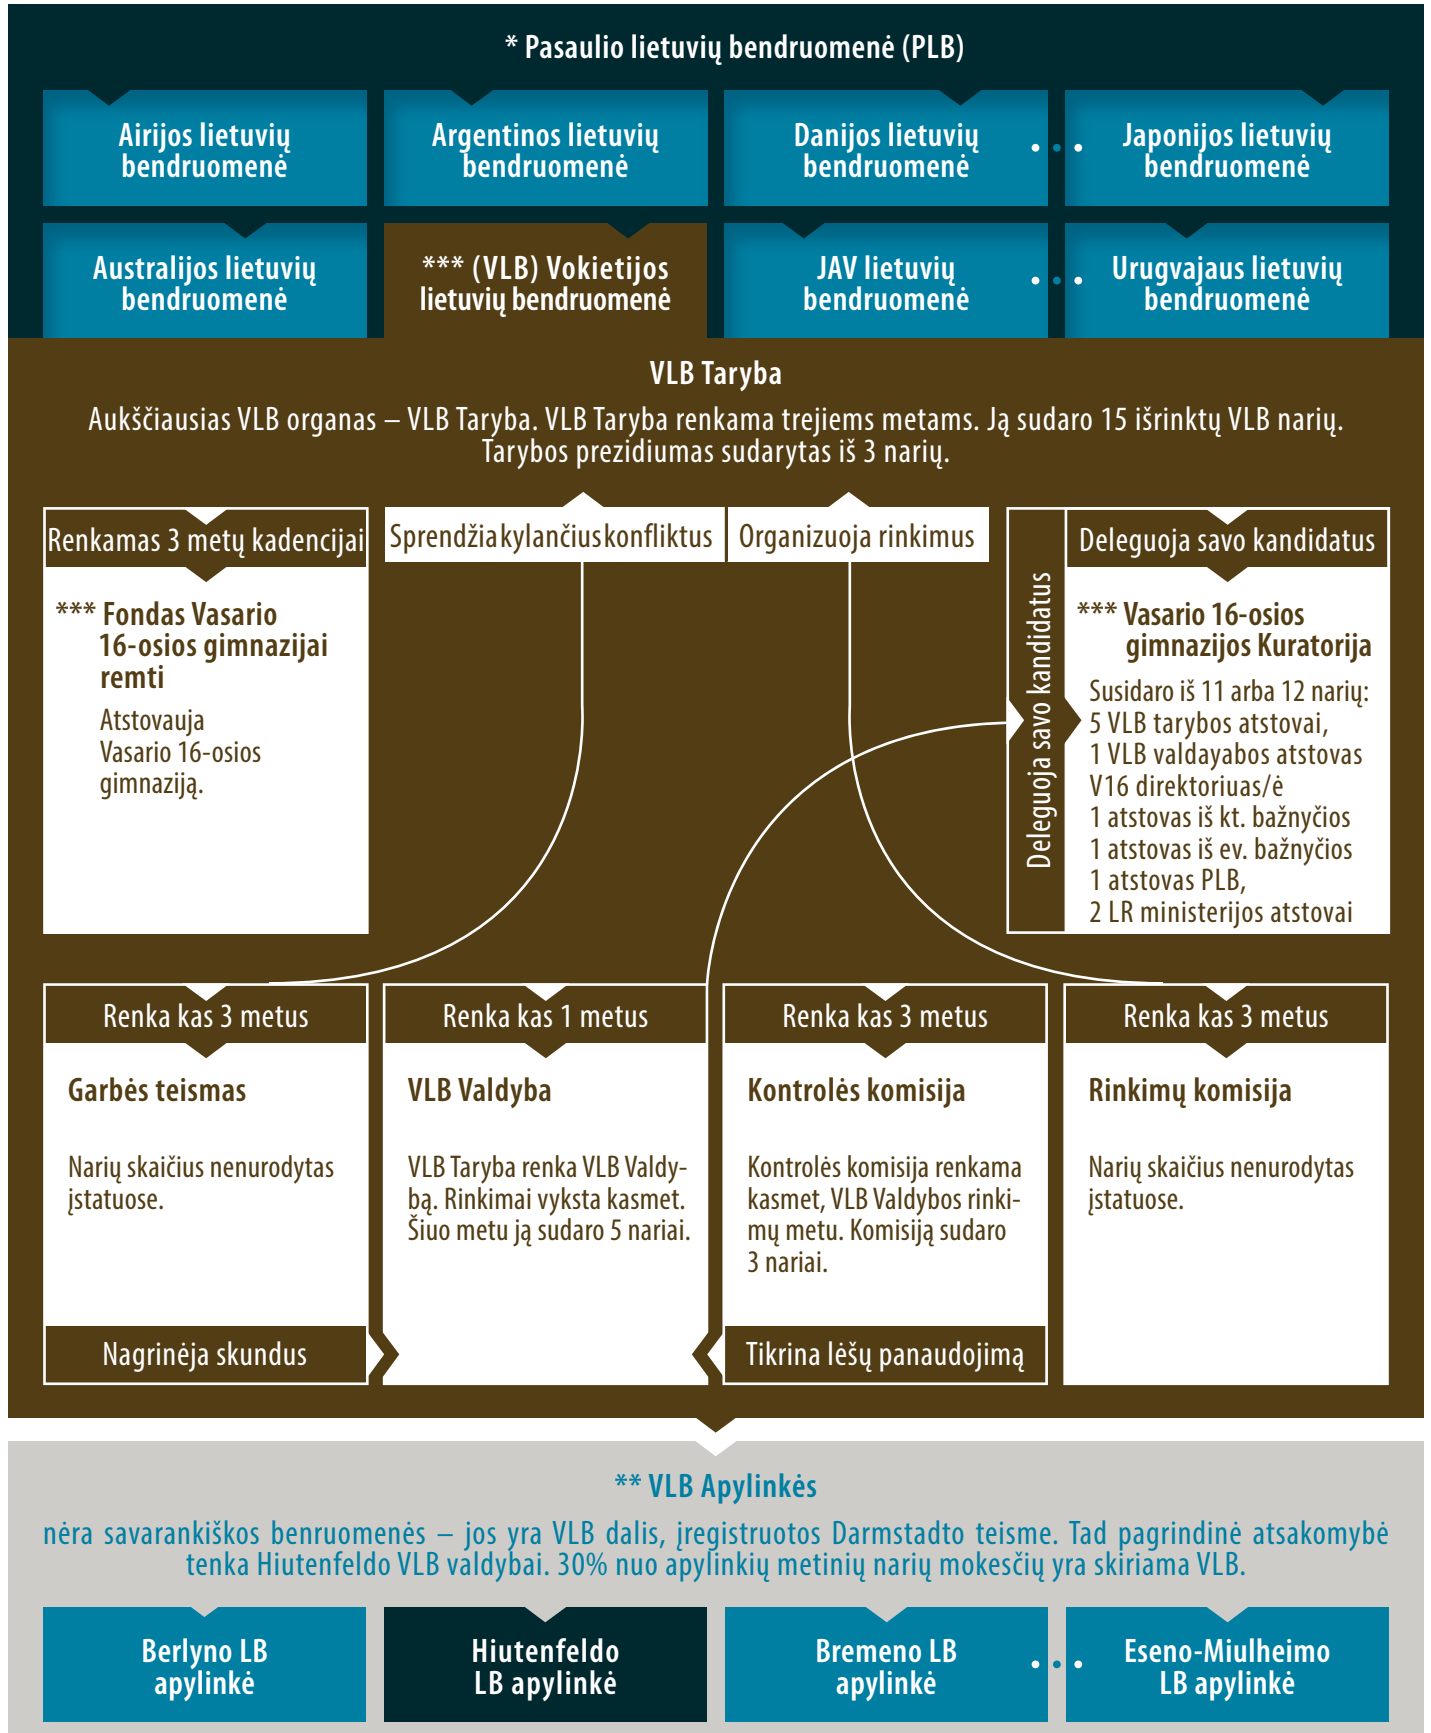 * Pasaulio lietuvių bendruomenė (PLB)
Airijos lietuvių
bendruomenė
Argentinos lietuvių
bendruomenė
Danijos lietuvių
bendruomenė
Japonijos lietuvių
bendruomenė
Australijos lietuvių
bendruomenė
*** (VLB) Vokietijos
lietuvių bendruomenė
JAV lietuvių
bendruomenė
Urugvajaus lietuvių
bendruomenė
VLB Taryba
Aukščiausias VLB organas – VLB Taryba. VLB Taryba renkama trejiems metams. Ją sudaro 15 išrinktų VLB narių.
Tarybos prezidiumas sudarytas iš 3 narių.
Renkamas 3 metų kadencijai
*** Fondas Vasario
16-osios gimnazijai
remti
Atstovauja
Vasario 16-osios
gimnaziją.
Sprendžia kylančius konfliktus
Organizuoja rinkimus
Deleguoja savo kandidatus
Deleguoja savo kandidatus
*** Vasario 16-osios
gimnazijos Kuratorija
Susidaro iš 11 arba 12 narių:
5 VLB tarybos atstovai,
1 VLB valdayabos atstovas
V16 direktoriuas/ė
1 atstovas iš kt. bažnyčios
1 atstovas iš ev. bažnyčios
1 atstovas PLB,
2 LR ministerijos atstovai
Renka kas 3 metus
Garbės teismas
Narių skaičius nenurodytas
įstatuose.
Nagrinėja skundus
Renka kas 1 metus
VLB Valdyba
VLB Taryba renka VLB Valdy-
bą. Rinkimai vyksta kasmet.
Šiuo metu ją sudaro 5 nariai.
Renka kas 3 metus
Kontrolės komisija
Kontrolės komisija renkama
kasmet, VLB Valdybos rinki-
mų metu. Komisiją sudaro
3 nariai.
Tikrina lėšų panaudojimą
Renka kas 3 metus
Rinkimų komisija
Narių skaičius nenurodytas
įstatuose.
** VLB Apylinkės
nėra savarankiškos benruomenės – jos yra VLB dalis, įregistruotos Darmstadto teisme. Tad pagrindinė atsakomybė
tenka Hiutenfeldo VLB valdybai. 30% nuo apylinkių metinių narių mokesčių yra skiriama VLB.
Berlyno LB
apylinkė
Hiutenfeldo
LB apylinkė
Bremeno LB
apylinkė
Eseno-Miulheimo
LB apylinkė